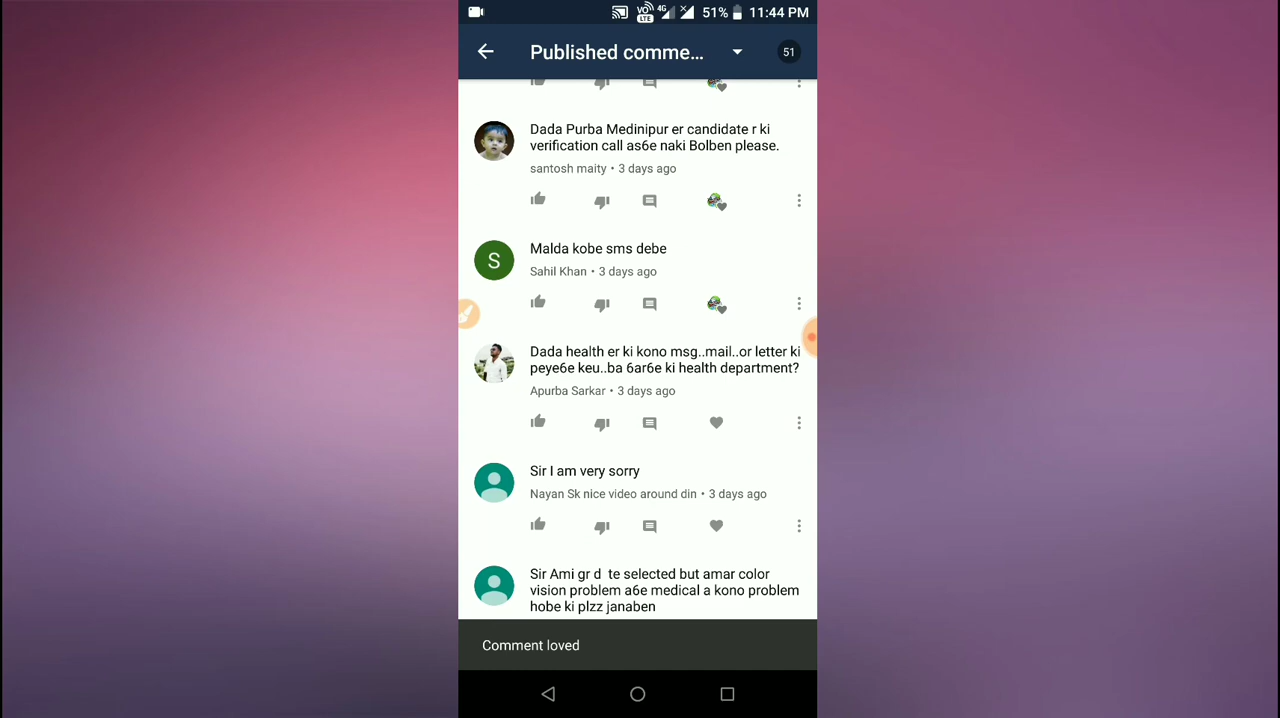 VO 4G 51% 11:44 PM
LTE
Published comme... 51
Dada Purba Medinipur er candidate r ki
verification call as6e naki Bolben please.
santosh maity • 3 days ago
S
Malda kobe sms debe
Sahil Khan • 3 days ago
Dada health er ki kono msg..mail..or letter ki
peye6e keu..ba 6ar6e ki health department?
Apurba Sarkar • 3 days ago
Sir I am very sorry
Nayan Sk nice video around din • 3 days ago
Sir Ami gr d te selected but amar color
vision problem a6e medical a kono problem
hobe ki plzz janaben
Comment loved